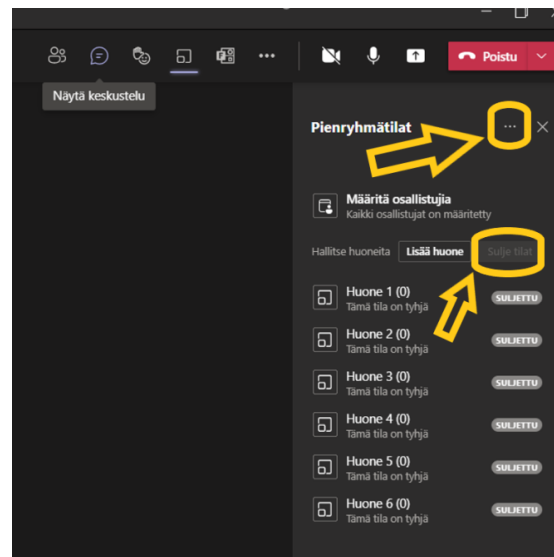 Poistu
Näytä keskustelu
Pienryhmätilat
Määritä osallistujia
Kaikki osallistujat on määritetty
Hallitse huoneita Lisää huone Sulje tilat
Huone 1 (0)
SULJETTU
Tämä tila on tyhjä
Huone 2 (0)
SULJETTU
Tämä tila on tyhjä
Huone 3 (0)
SULJETTU
Tämä tila on tyhjä
Huone 4 (0)
SULJETTU
Tämä tila on tyhjä
Huone 5 (0)
SULJETTU
Tämä tila on tyhjä
Huone 6 (0)
SULJETTU
Tämä tila on tyhjä